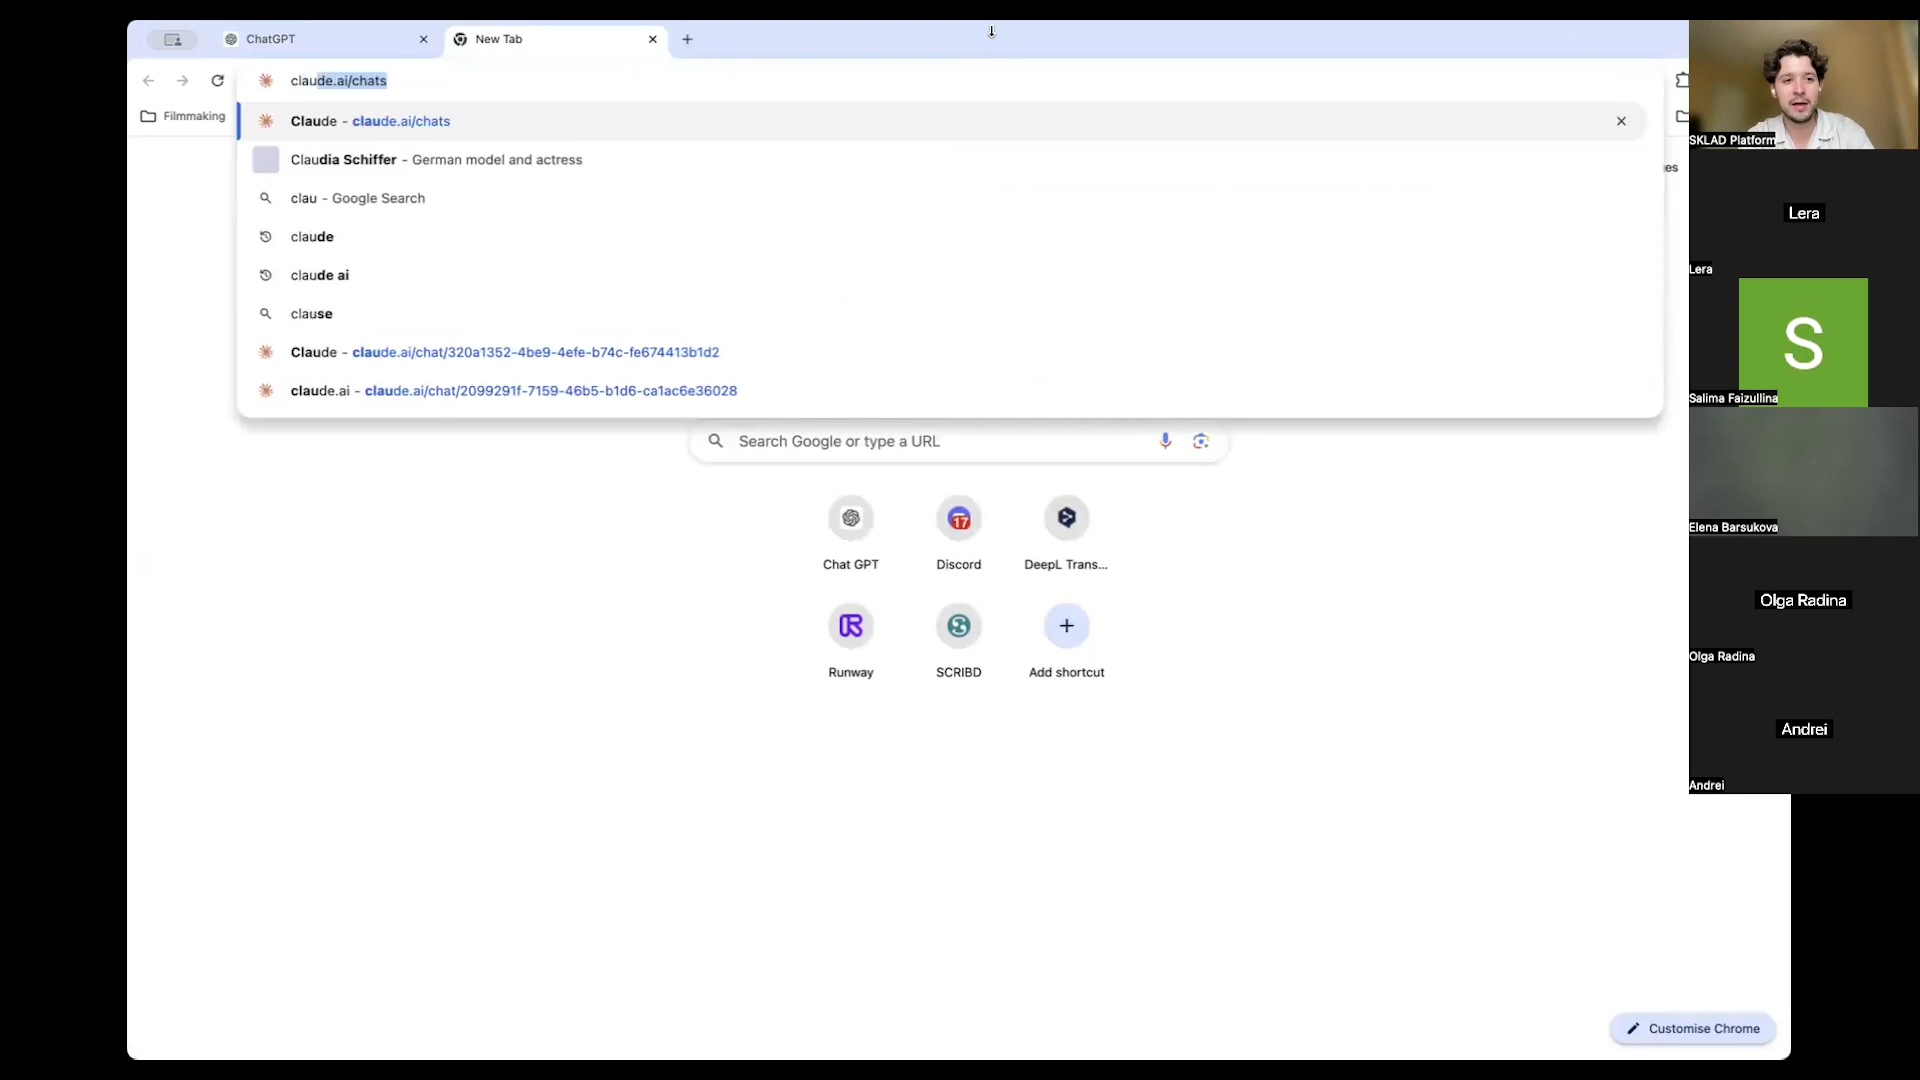 ChatGPT
New Tab
claude.ai/chats
Filmmaking
Claude - claude.ai/chats
Claudia Schiffer - German model and actress
clau - Google Search
claude
claude ai
clause
Claude - claude.ai/chat/320a1352-4be9-4efe-b74c-fe674413b1d2
claude.ai - claude.ai/chat/2099291f-7159-46b5-b1d6-ca1ac6e36028
Search Google or type a URL
17
Chat GPT
Discord
DeepL Trans...
Runway
SCRIBD
Add shortcut
Customise Chrome
es
SKLAD Platform
Lera
Lera
S
Salima Faizullina
Elena Barsukova
Olga Radina
Olga Radina
Andrei
Andrei